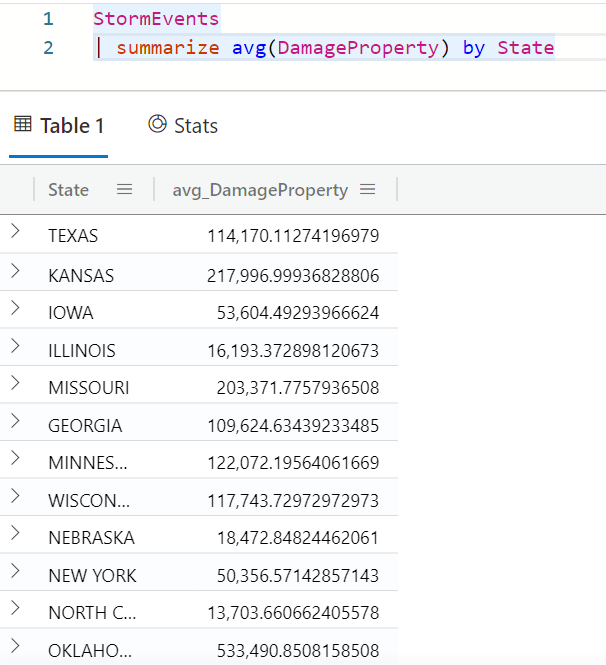 1 StormEvents
2 | summarize avg(DamageProperty) by State
Table 1 Stats
State avg_DamageProperty
TEXAS 114,170.11274196979
KANSAS 217,996.99936828806
IOWA 53,604.49293966624
ILLINOIS 16,193.372898120673
MISSOURI 203,371.7757936508
GEORGIA 109,624.63439233485
MINNES... 122,072.19564061669
WISCON... 117,743.72972972973
NEBRASKA 18,472.84824462061
NEW YORK 50,356.57142857143
NORTH C... 13,703.660662405578
OKLAHO... 533,490.8508158508